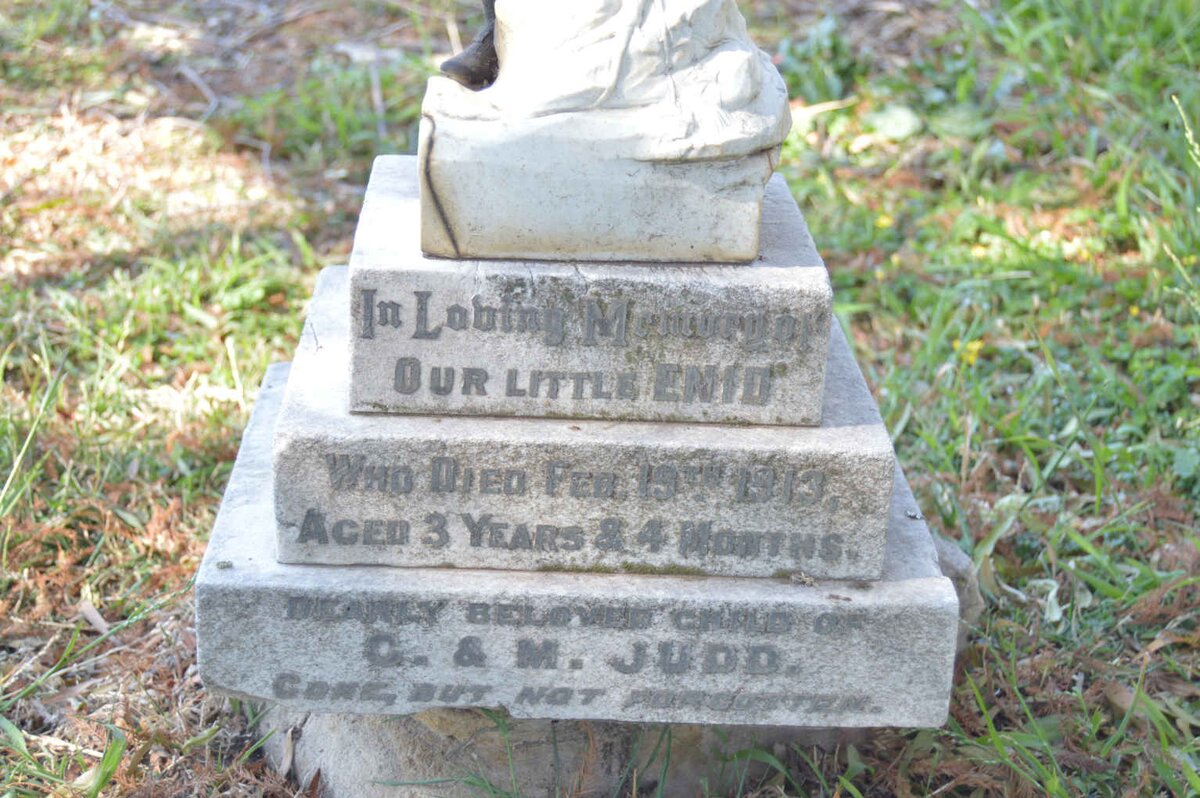 In Loving Memory of
OUR LITTLE ENID
WHO DIED FEB. 19TH 1913,
AGED 3 YEARS & 4 MONTHS.
DEARLY BELOVED CHILD OF
C. & M. JUDD.
GONE, BUT NOT FORGOTTEN.